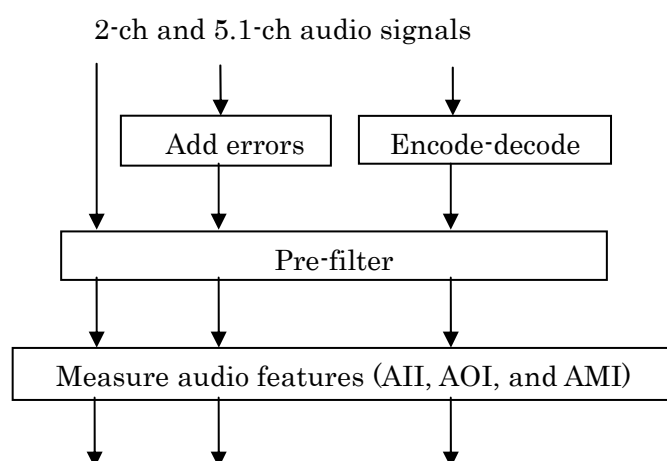 2-ch and 5.1-ch audio signals
Add errors
Encode-decode
Pre-filter
Measure audio features (AII, AOI, and AMI)